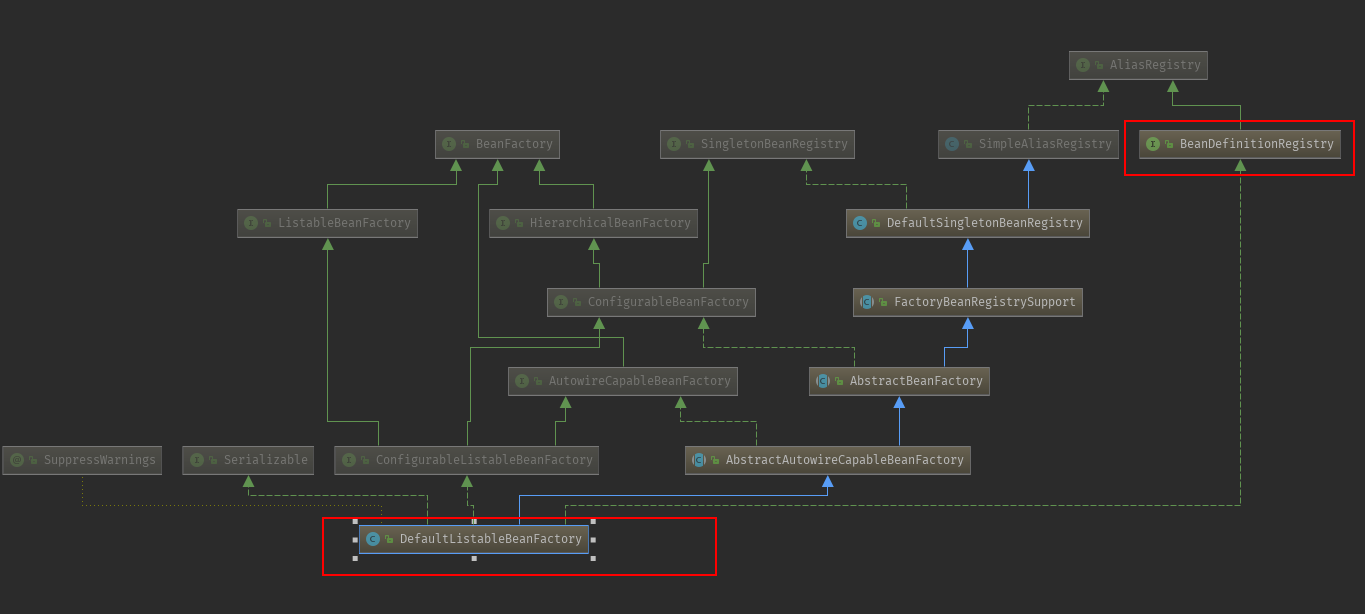 AliasRegistry
BeanFactory
SingletonBeanRegistry
SimpleAliasRegistry
BeanDefinitionRegistry
ListableBeanFactory
HierarchicalBeanFactory
DefaultSingletonBeanRegistry
ConfigurableBeanFactory
FactoryBeanRegistrySupport
AutowireCapableBeanFactory
AbstractBeanFactory
SuppressWarnings
Serializable
ConfigurableListableBeanFactory
AbstractAutowireCapableBeanFactory
DefaultListableBeanFactory